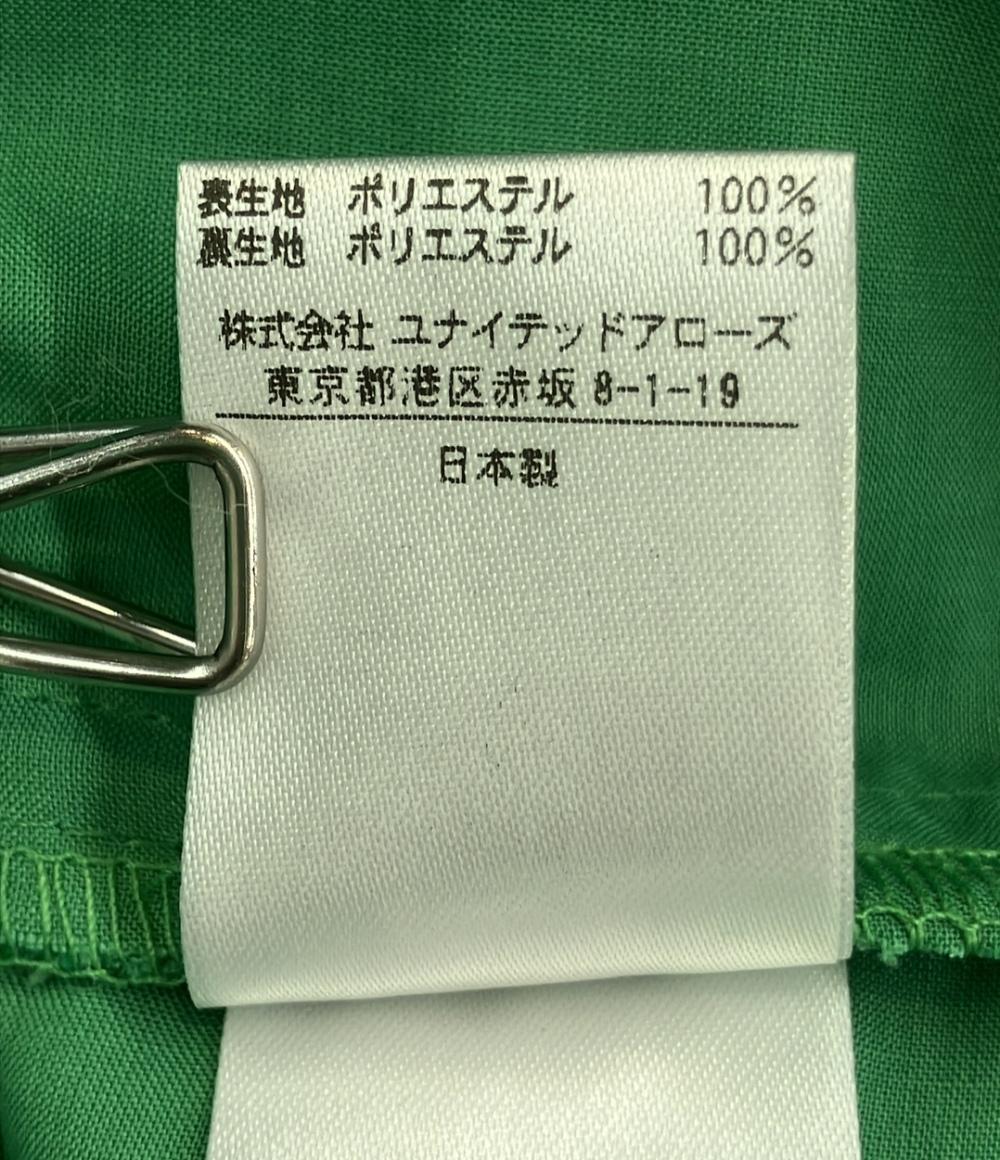 表生地 ポリエステル 100%
裏生地 ポリエステル 100%
株式会社 ユナイテッドアローズ
東京都港区赤坂 8-1-19
日本製